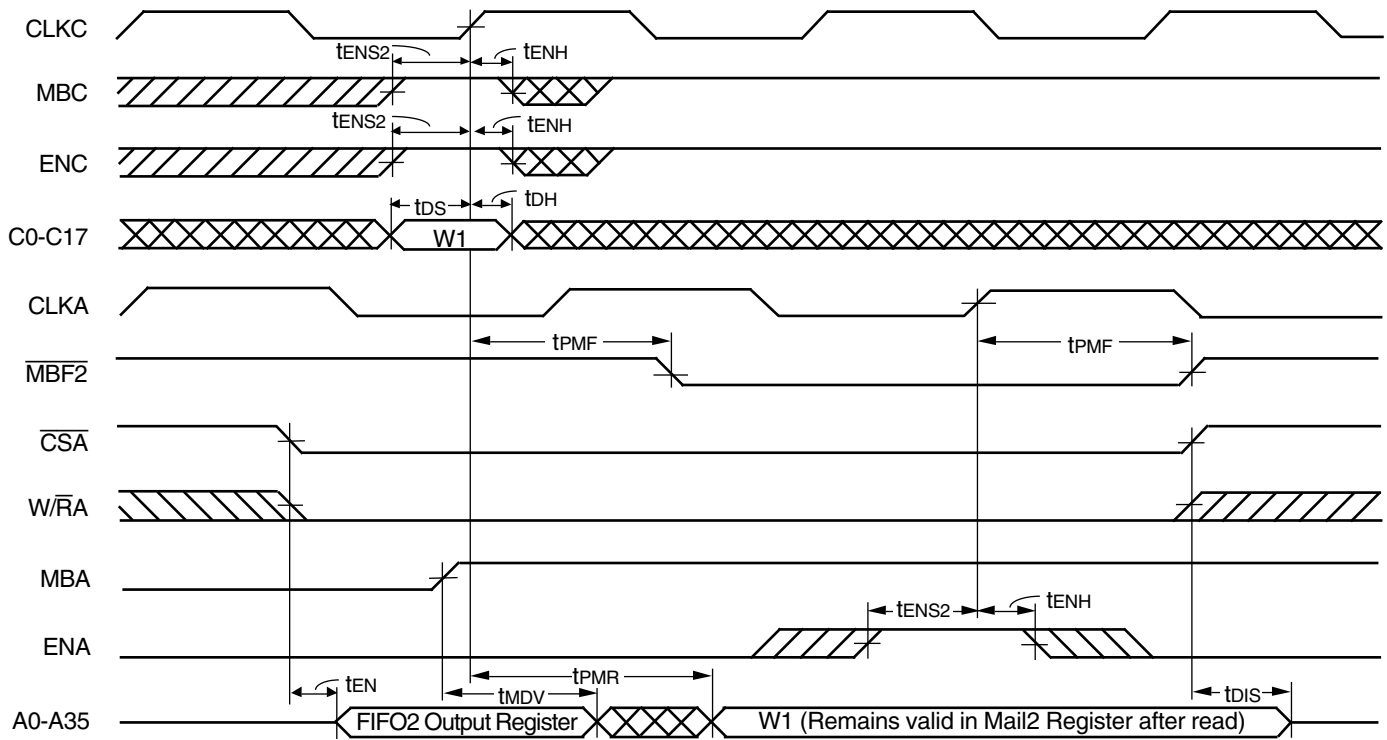 CLKC
tENS2
tENH
MBC
tENS2
tENH
ENC
tDS
tDH
C0-C17
W1
CLKA
tPMF
tPMF
MBF2
CSA
W/RA
MBA
tENS2
tENH
ENA
tEN
tMDV
tPMR
tDIS
A0-A35
FIFO2 Output Register
W1 (Remains valid in Mail2 Register after read)